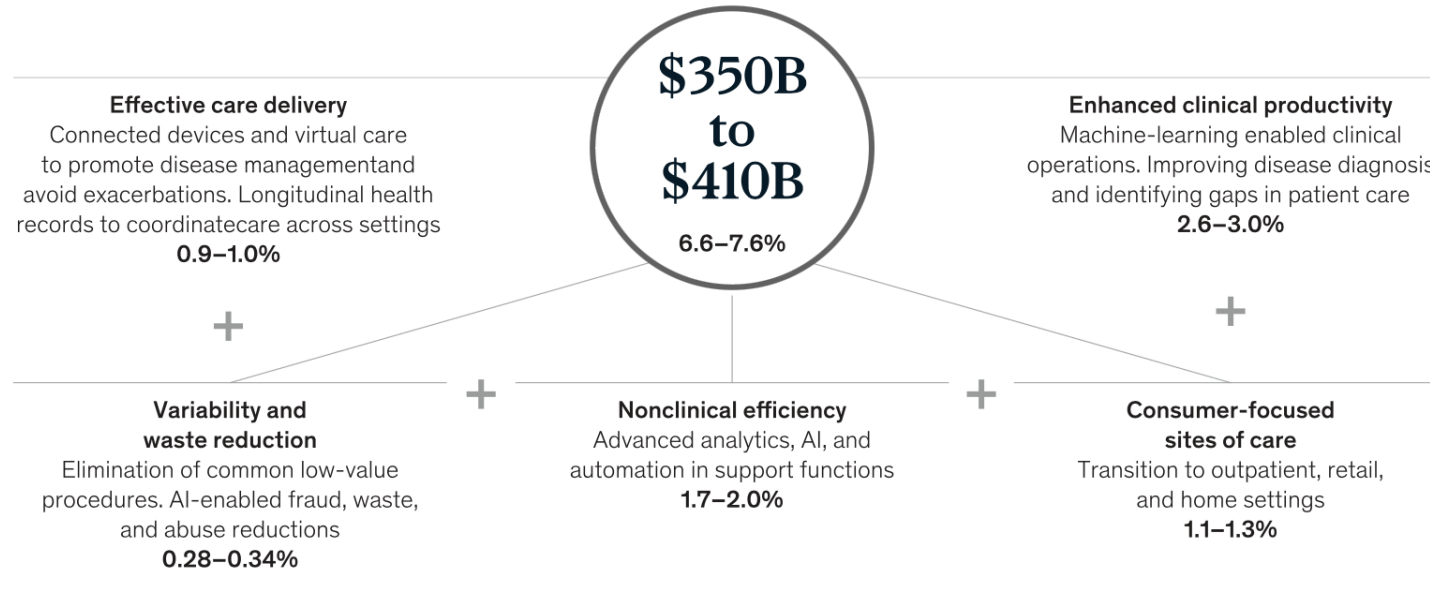 $350B
to
$410B
6.6–7.6%
Effective care delivery
Connected devices and virtual care
to promote disease managementand
avoid exacerbations. Longitudinal health
records to coordinatecare across settings
0.9–1.0%
+
Enhanced clinical productivity
Machine-learning enabled clinical
operations. Improving disease diagnosis
and identifying gaps in patient care
2.6–3.0%
+
Variability and
waste reduction
Elimination of common low-value
procedures. AI-enabled fraud, waste,
and abuse reductions
0.28–0.34%
+
Nonclinical efficiency
Advanced analytics, AI, and
automation in support functions
1.7–2.0%
+
Consumer-focused
sites of care
Transition to outpatient, retail,
and home settings
1.1–1.3%